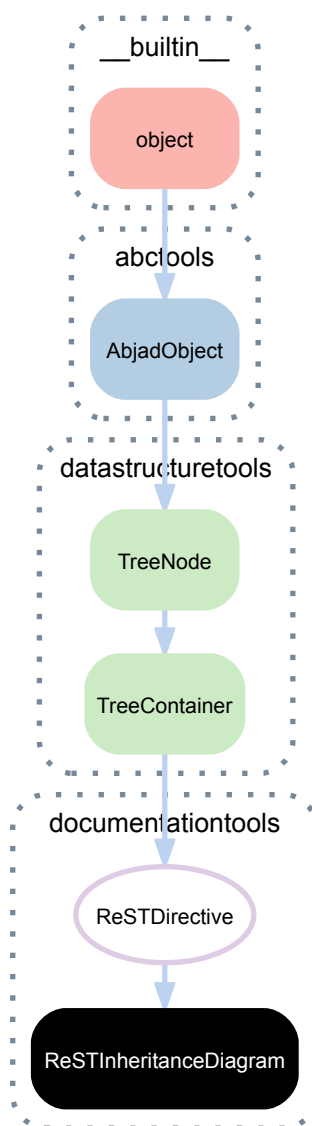 __builtin__
object
abctools
AbjadObject
datastructuretools
TreeNode
TreeContainer
documentationtools
ReSTDirective
ReSTInheritanceDiagram